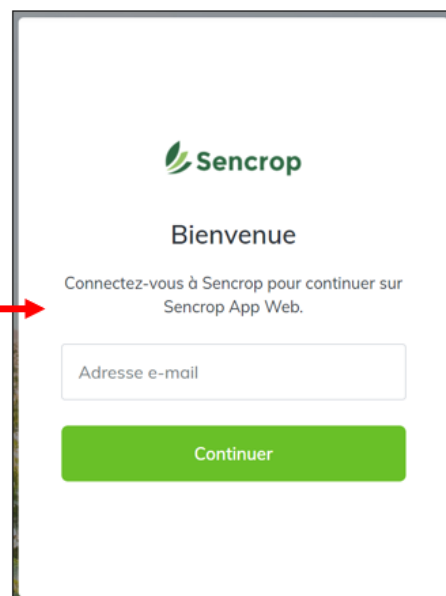 Sencrop
Bienvenue
Connectez-vous à Sencrop pour continuer sur
Sencrop App Web.
Adresse e-mail
Continuer